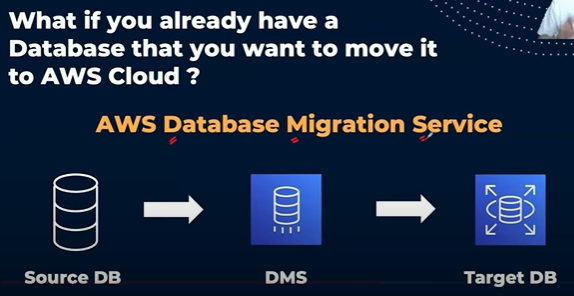 What if you already have a
Database that you want to move it
to AWS Cloud ?
AWS Database Migration Service
Source DB
DMS
Target DB